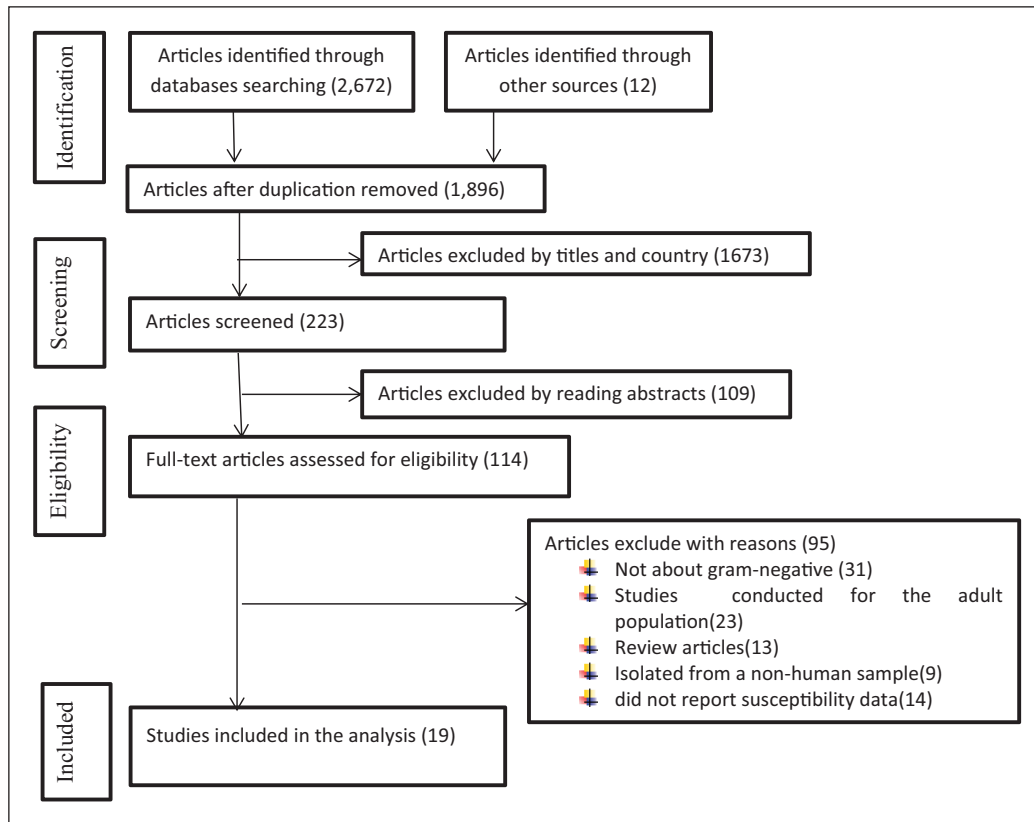 Identification
Articles identified through
databases searching (2,672)
Articles identified through
other sources (12)
Articles after duplication removed (1,896)
Screening
Articles excluded by titles and country (1673)
Articles screened (223)
Articles excluded by reading abstracts (109)
Eligibility
Full-text articles assessed for eligibility (114)
Articles exclude with reasons (95)
Not about gram-negative (31)
Studies conducted for the adult
population(23)
Review articles(13)
Isolated from a non-human sample(9)
did not report susceptibility data(14)
Included
Studies included in the analysis (19)